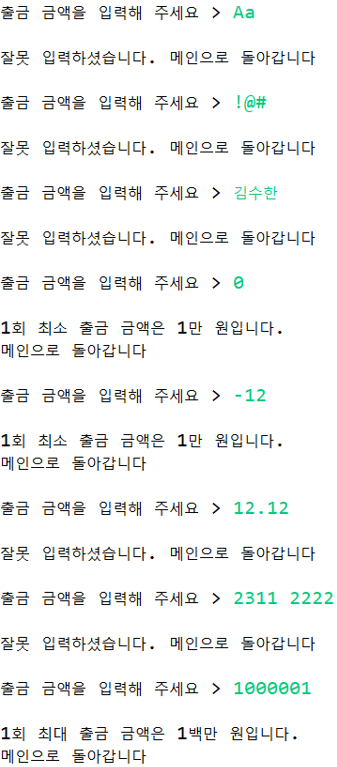 출금 금액을 입력해 주세요 > Aa
잘못 입력하셨습니다. 메인으로 돌아갑니다
출금 금액을 입력해 주세요 > !@#
잘못 입력하셨습니다. 메인으로 돌아갑니다
출금 금액을 입력해 주세요 > 김수한
잘못 입력하셨습니다. 메인으로 돌아갑니다
출금 금액을 입력해 주세요 > 0
1회 최소 출금 금액은 1만 원입니다.
메인으로 돌아갑니다
출금 금액을 입력해 주세요 > -12
1회 최소 출금 금액은 1만 원입니다.
메인으로 돌아갑니다
출금 금액을 입력해 주세요 > 12.12
잘못 입력하셨습니다. 메인으로 돌아갑니다
출금 금액을 입력해 주세요 > 2311 2222
잘못 입력하셨습니다. 메인으로 돌아갑니다
출금 금액을 입력해 주세요 > 1000001
1회 최대 출금 금액은 1백만 원입니다.
메인으로 돌아갑니다